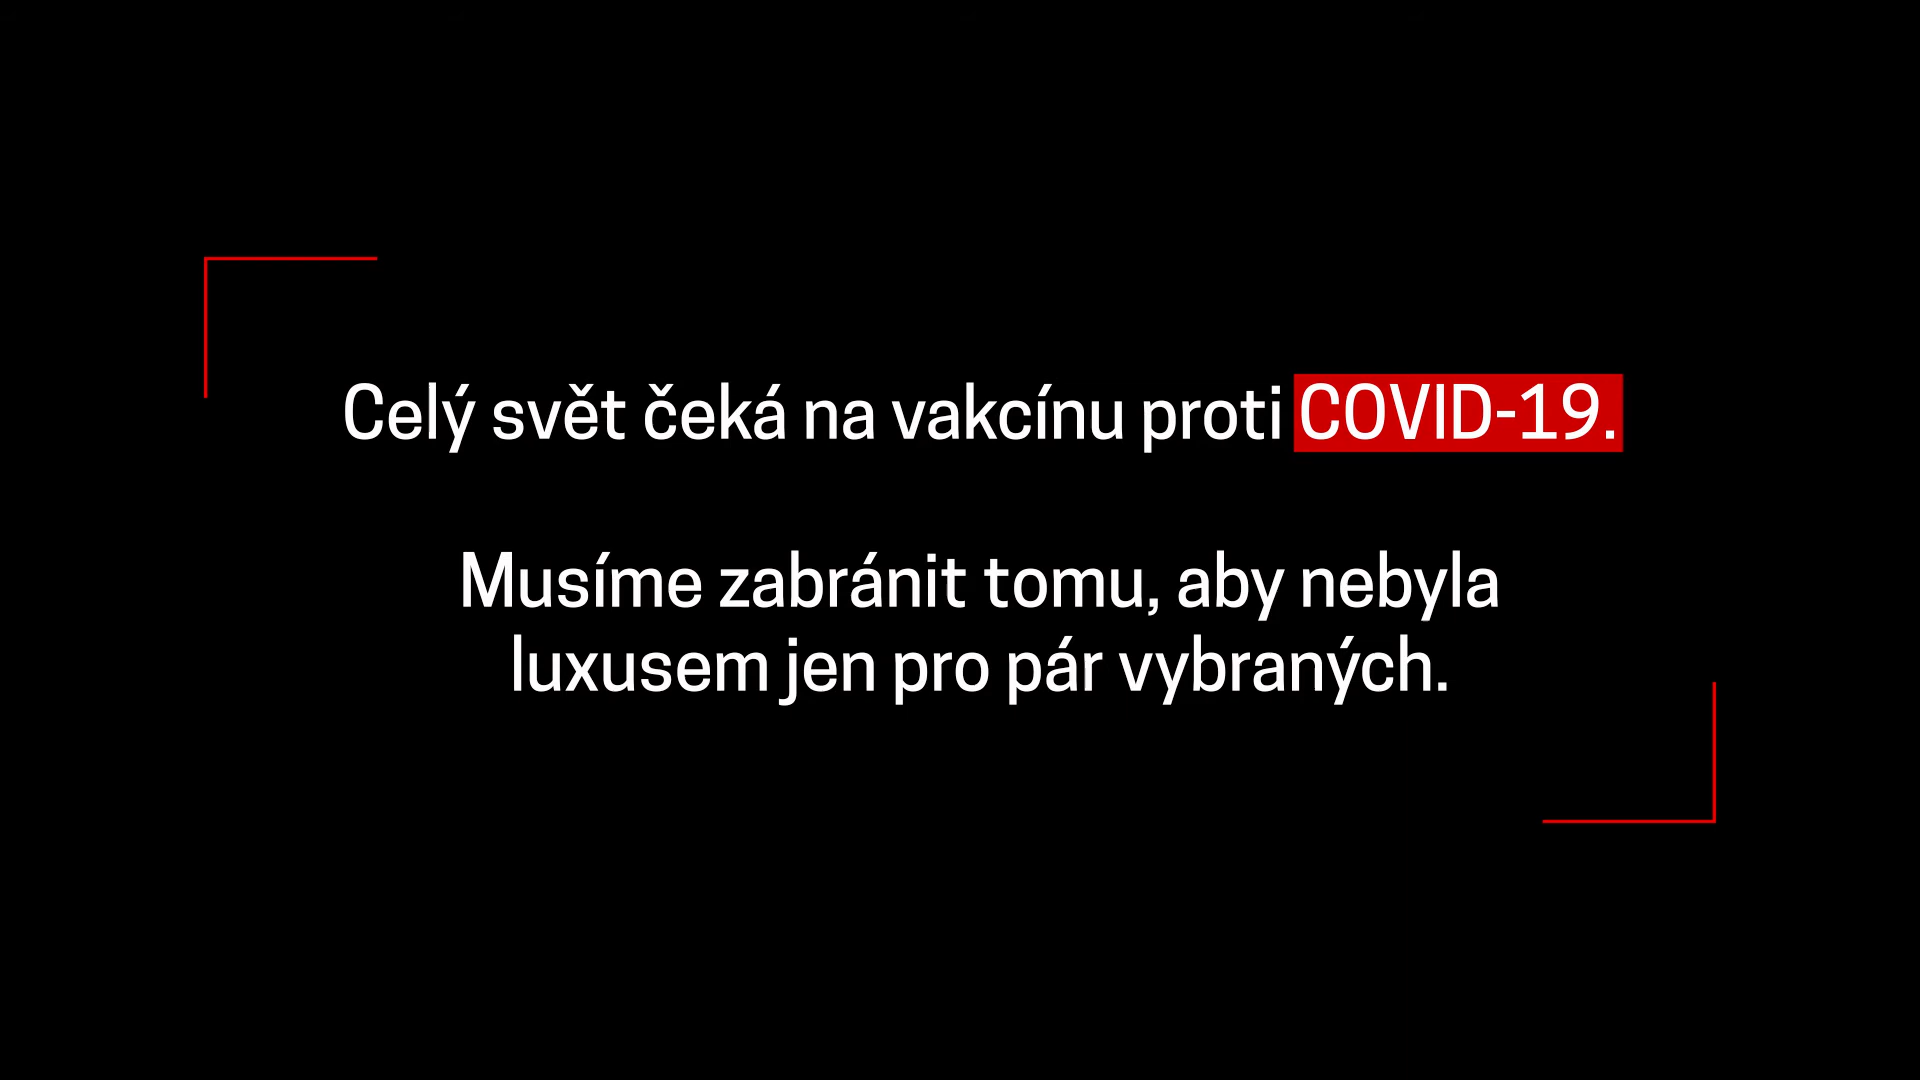 Celý svět čeká na vakcínu proti COVID-19.
Musíme zabránit tomu, aby nebyla
luxusem jen pro pár vybraných.